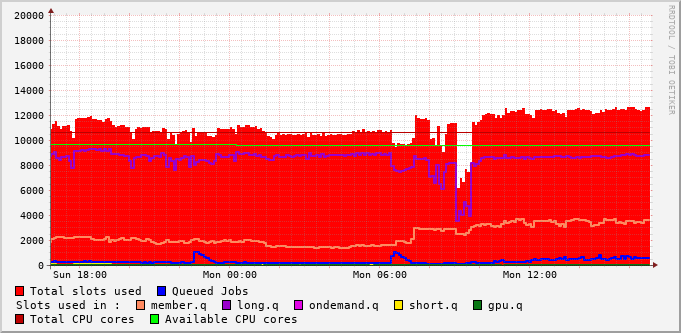 20000
18000
16000
14000
12000
10000
8000
6000
4000
2000
0
Sun 18:00 Mon 00:00 Mon 06:00 Mon 12:00
Total slots used Queued Jobs
Slots used in : member.q long.q ondemand.q short.q gpu.q
Total CPU cores Available CPU cores
RRDTOOL / TOBI OETIKER